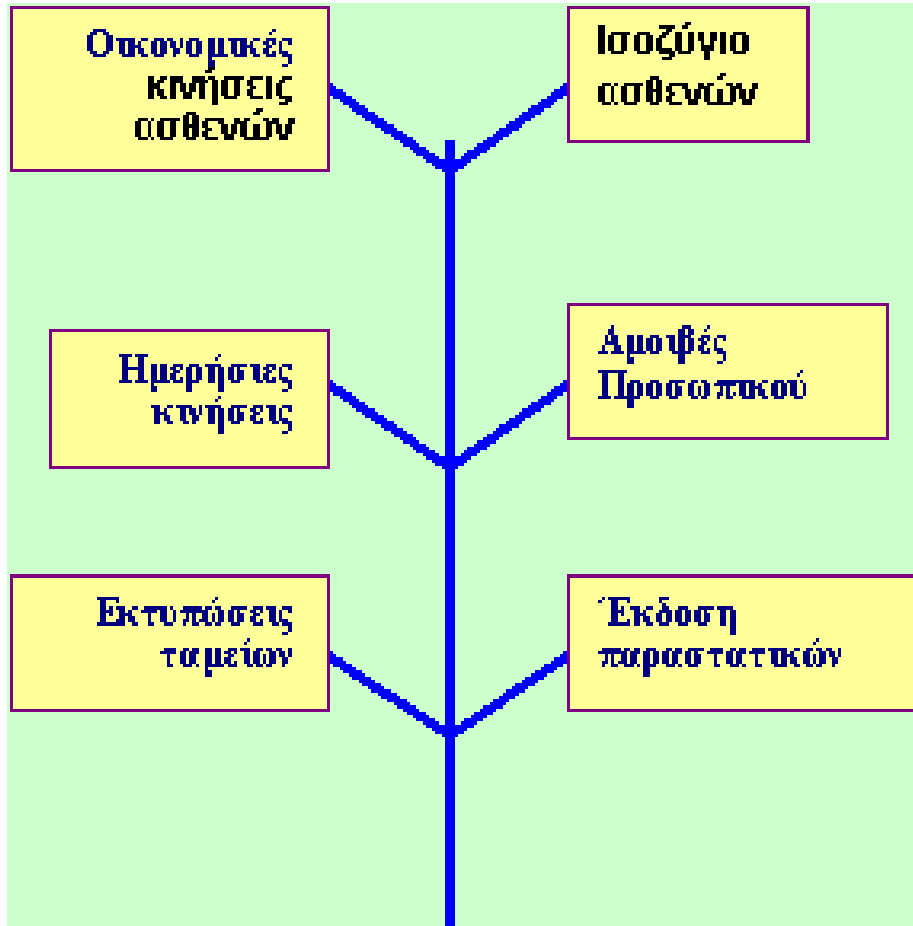 Οικονομικές
κινήσεις
ασθενών
Ισοζύγιο
ασθενών
Ημερήσιες
κινήσεις
Αμοιβές
Προσωπικού
Εκτυπώσεις
ταμείων
Έκδοση
παραστατικών